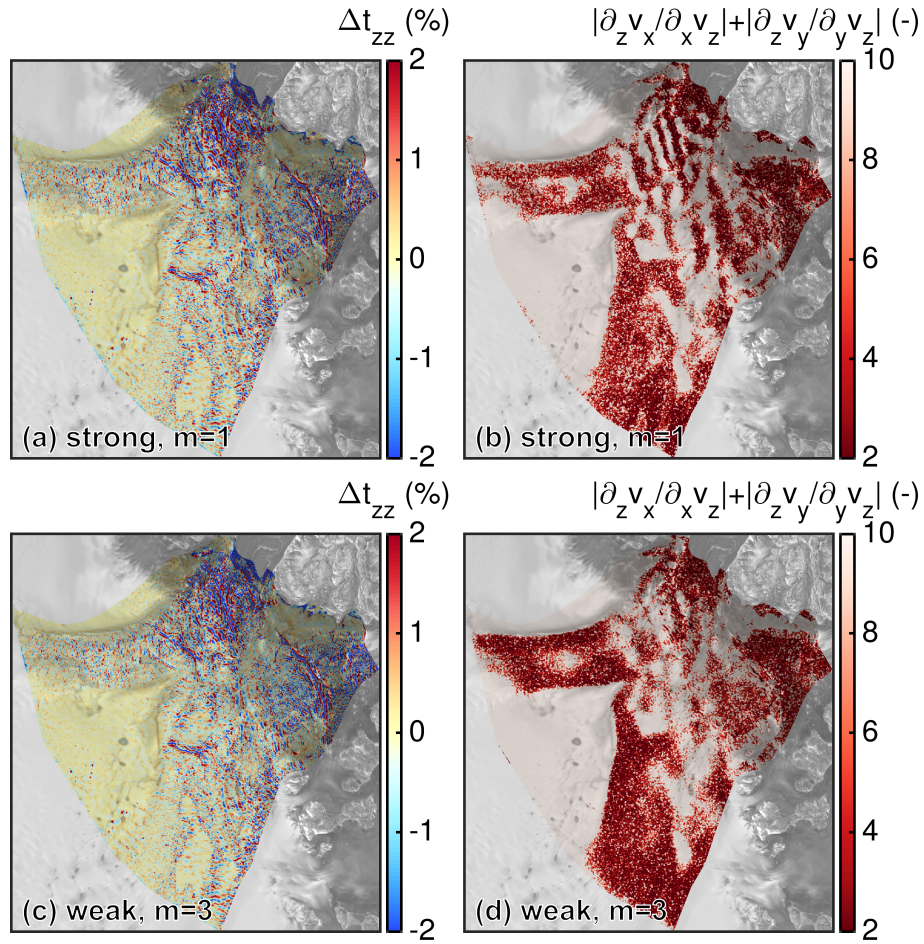 Δt_zz (%)
|∂_z v_x/∂_x v_z|+|∂_z v_y/∂_y v_z| (-)
2
1
0
-1
-2
10
8
6
4
2
(a) strong, m=1
(b) strong, m=1
Δt_zz (%)
|∂_z v_x/∂_x v_z|+|∂_z v_y/∂_y v_z| (-)
2
1
0
-1
-2
10
8
6
4
2
(c) weak, m=3
(d) weak, m=3